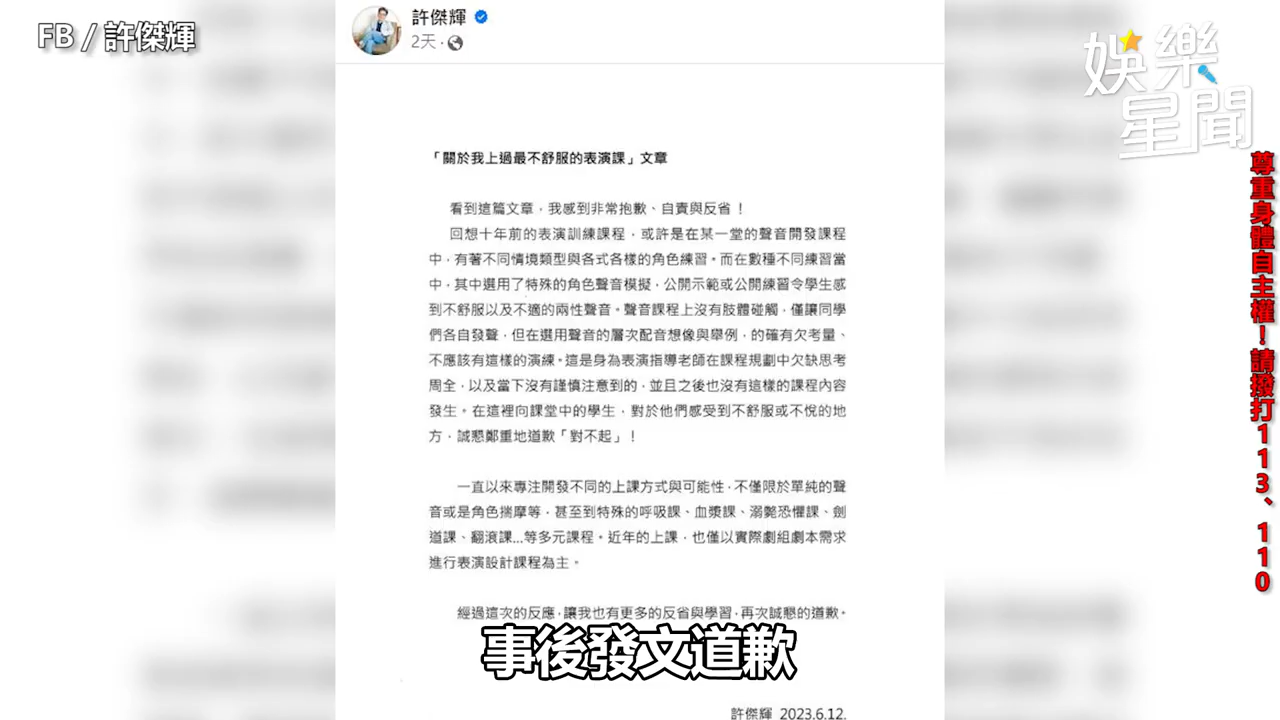 FB / 許傑輝
許傑輝
2天
娛樂
星聞
「關於我上過最不舒服的表演課」文章
看到這篇文章，我感到非常抱歉、自責與反省！
回想十年前的表演訓練課程，或許是在某一堂的聲音開發課程
中，有著不同情境類型與各式各樣的角色練習。而在數種不同練習當
中，其中選用了特殊的角色聲音模擬，公開示範或公開練習令學生感
到不舒服以及不適的兩性聲音。聲音課程上沒有肢體碰觸，僅讓同學
們各自發聲，但在選用聲音的層次配音想像與舉例，的確有欠考量、
不應該有這樣的演練。這是身為表演指導老師在課程規劃中欠缺思考
周全，以及當下沒有謹慎注意到的，並且之後也沒有這樣的課程內容
發生。在這裡向課堂中的學生，對於他們感受到不舒服或不悅的地
方，誠懇鄭重地道歉「對不起」！
一直以來專注開發不同的上課方式與可能性，不僅限於單純的聲
音或是角色揣摩等，甚至到特殊的呼吸課、血漿課、溺斃恐懼課、劍
道課、翻滾課...等多元課程。近年的上課，也僅以實際劇組劇本需求
進行表演設計課程為主。
經過這次的反應，讓我也有更多的反省與學習，再次誠懇的道歉。
許傑輝 2023.6.12.
事後發文道歉
尊重身體自主權！請撥打113、110